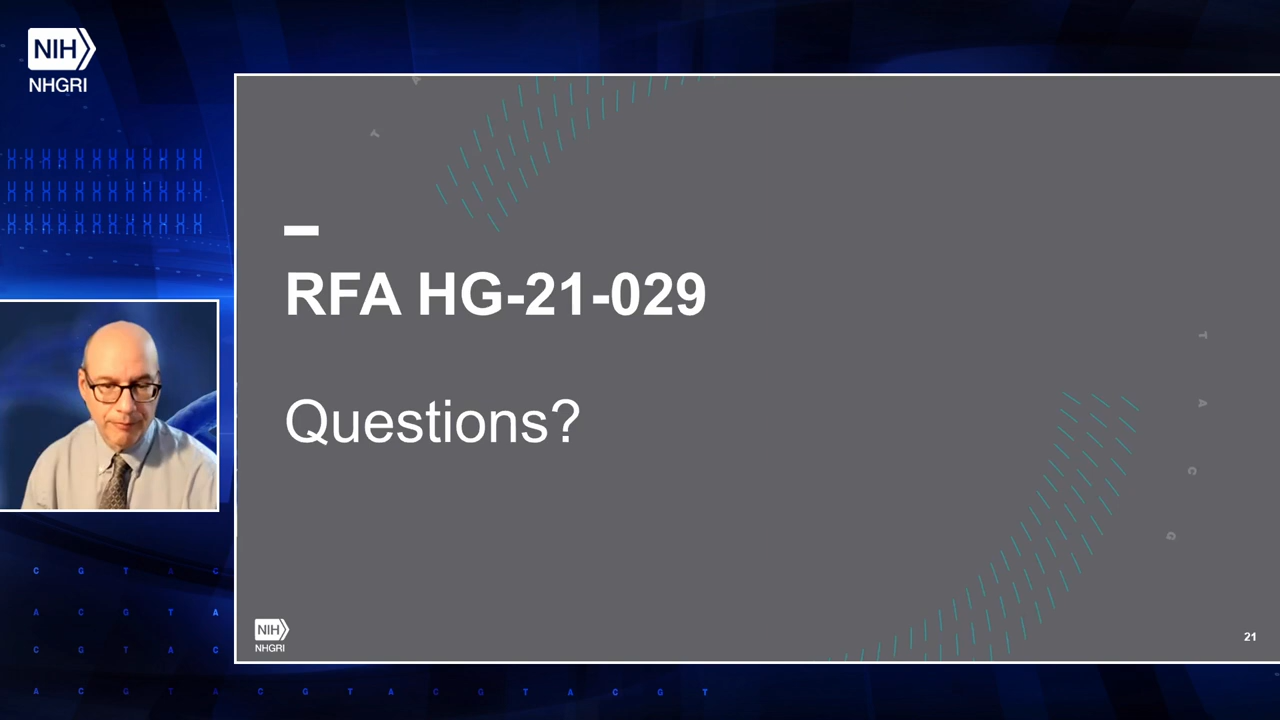 NIH
NHGRI
RFA HG-21-029
Questions?
T
A
C
G
C G T A C
A C G T A
C G T A C
A C G T A C G T A C G T A C G T
NIH
NHGRI
21